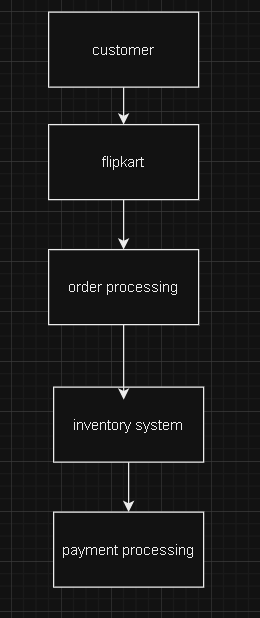 customer
flipkart
order processing
inventory system
payment processing